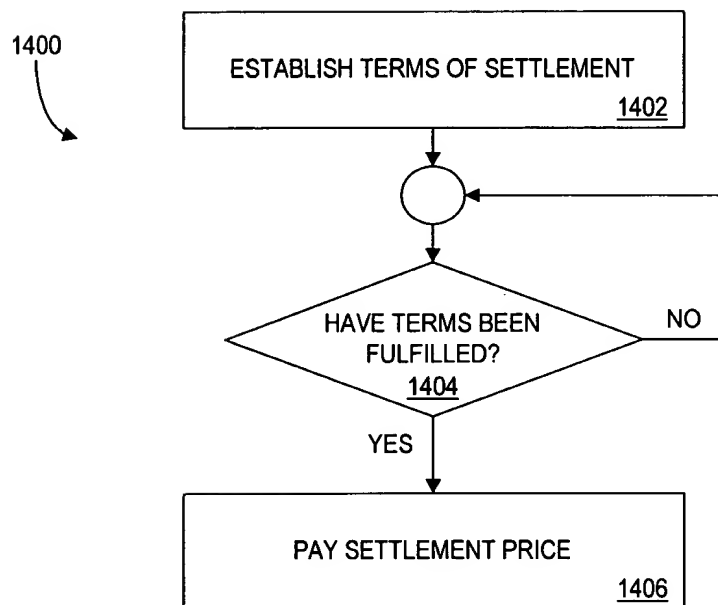 1400
ESTABLISH TERMS OF SETTLEMENT
1402
HAVE TERMS BEEN
FULFILLED?
1404
NO
YES
PAY SETTLEMENT PRICE
1406